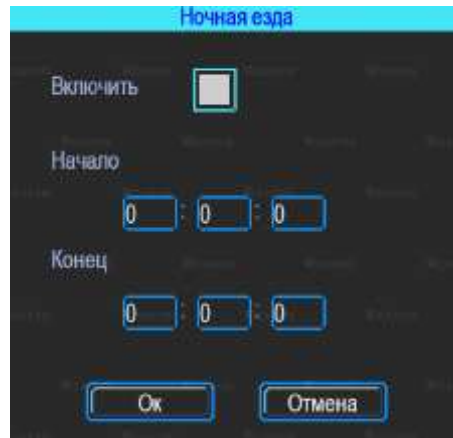 Ночная езда
Включить
Начало
0 : 0 : 0
Конец
0 : 0 : 0
Ок Отмена